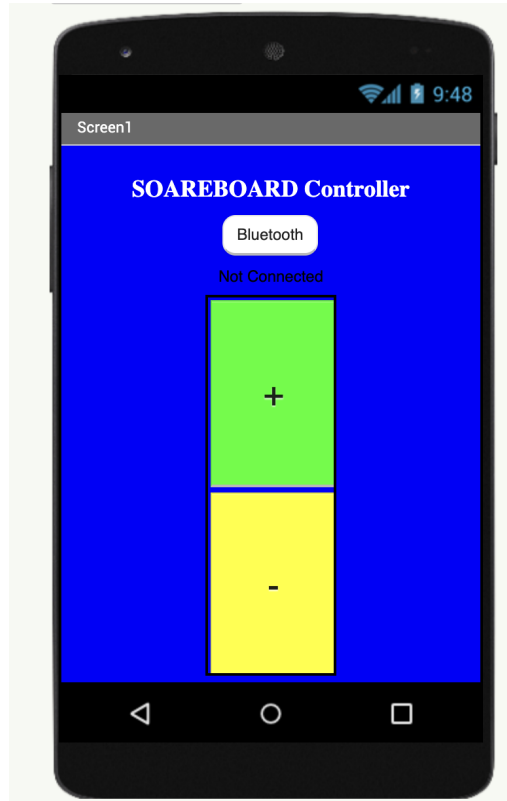 9:48
Screen1
SOAREBOARD Controller
Bluetooth
Not Connected
+
-